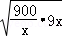 √(900/x • 9x)